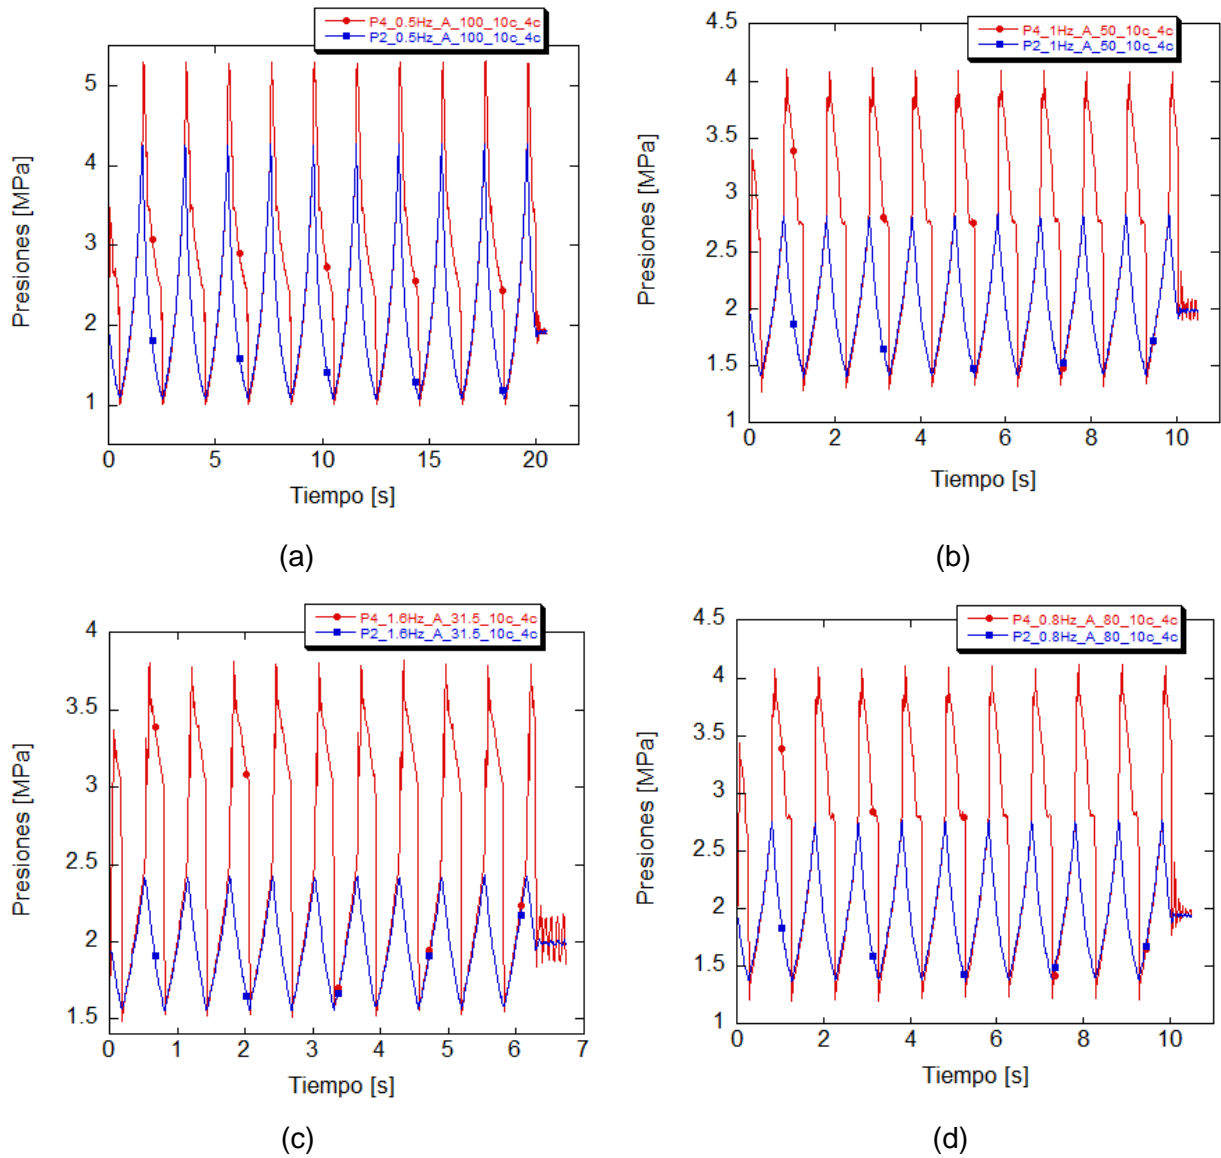 P4_0.5Hz_A_100_10c_4c
P2_0.5Hz_A_100_10c_4c
5
4
3
2
1
Presiones [MPa]
0 5 10 15 20
Tiempo [s]
(a)
P4_1Hz_A_50_10c_4c
P2_1Hz_A_50_10c_4c
4.5
4
3.5
3
2.5
2
1.5
1
Presiones [MPa]
0 2 4 6 8 10
Tiempo [s]
(b)
P4_1.6Hz_A_31.5_10c_4c
P2_1.6Hz_A_31.5_10c_4c
4
3.5
3
2.5
2
1.5
Presiones [MPa]
0 1 2 3 4 5 6 7
Tiempo [s]
(c)
P4_0.8Hz_A_80_10c_4c
P2_0.8Hz_A_80_10c_4c
4.5
4
3.5
3
2.5
2
1.5
1
Presiones [MPa]
0 2 4 6 8 10
Tiempo [s]
(d)